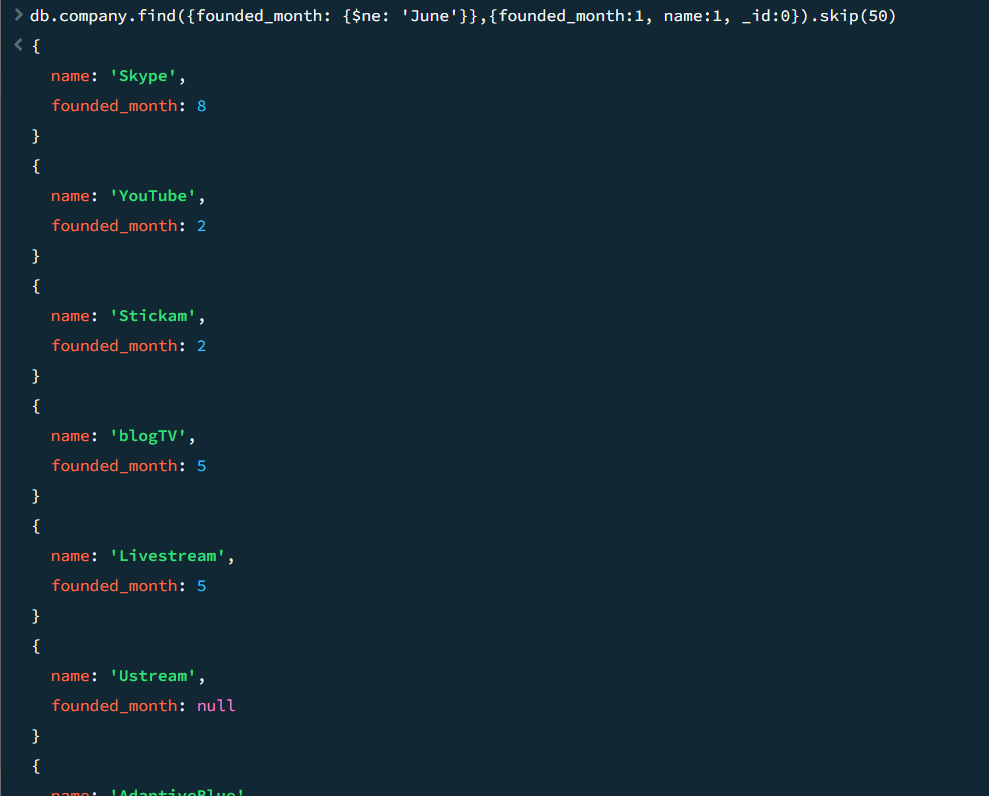 > db.company.find({founded_month: {$ne: 'June'}},{founded_month:1, name:1, _id:0}).skip(50)
< {
name: 'Skype',
founded_month: 8
}
{
name: 'YouTube',
founded_month: 2
}
{
name: 'Stickam',
founded_month: 2
}
{
name: 'blogTV',
founded_month: 5
}
{
name: 'Livestream',
founded_month: 5
}
{
name: 'Ustream',
founded_month: null
}
{
name: 'AdaptiveBlue'